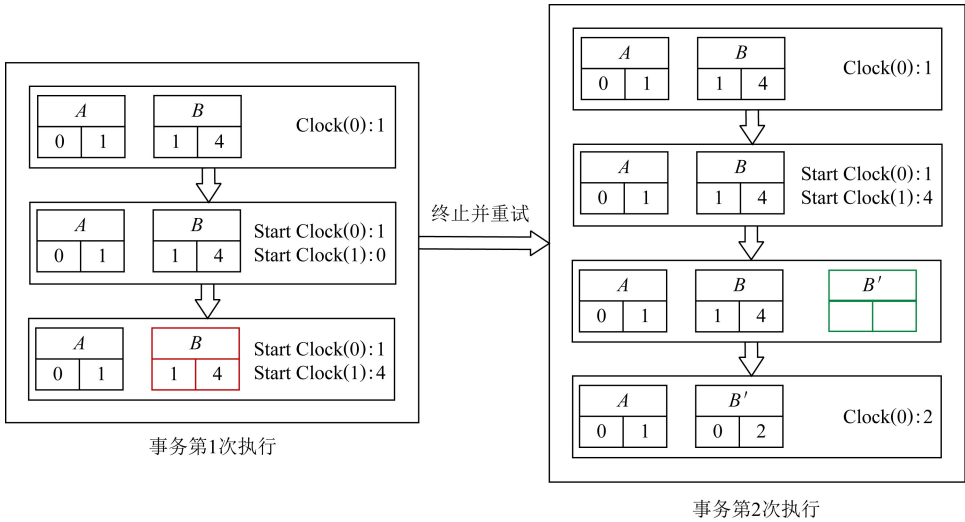 A B
0 1 1 4
Clock(0):1
A B
0 1 1 4
Start Clock(0):1
Start Clock(1):0
A B
0 1 1 4
Start Clock(0):1
Start Clock(1):4
事务第1次执行
终止并重试
A B
0 1 1 4
Clock(0):1
A B
0 1 1 4
Start Clock(0):1
Start Clock(1):4
A B B′
0 1 1 4
A B′
0 1 0 2
Clock(0):2
事务第2次执行